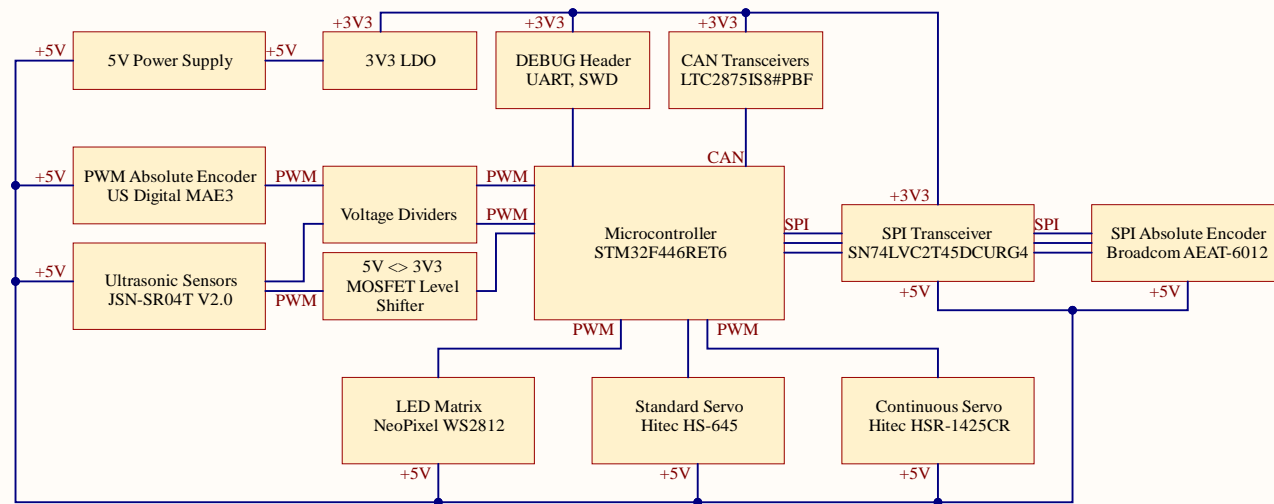 +3V3
+3V3
+3V3
+5V
5V Power Supply
+5V
3V3 LDO
DEBUG Header
UART, SWD
CAN Transceivers
LTC2875IS8#PBF
CAN
+5V
PWM Absolute Encoder
US Digital MAE3
PWM
Voltage Dividers
PWM
PWM
Microcontroller
STM32F446RET6
SPI
+3V3
SPI Transceiver
SN74LVC2T45DCURG4
+5V
SPI
SPI Absolute Encoder
Broadcom AEAT-6012
+5V
+5V
Ultrasonic Sensors
JSN-SR04T V2.0
PWM
5V <> 3V3
MOSFET Level
Shifter
PWM
PWM
LED Matrix
NeoPixel WS2812
+5V
Standard Servo
Hitec HS-645
+5V
Continuous Servo
Hitec HSR-1425CR
+5V